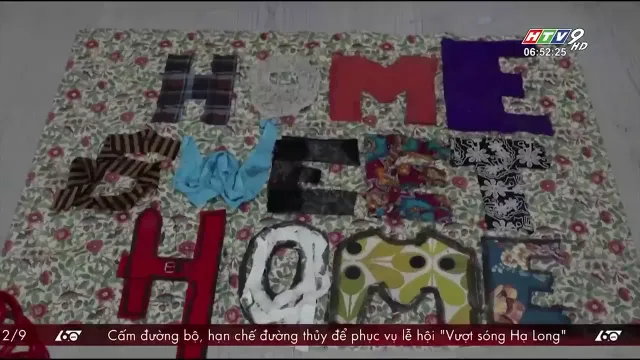 HTV9 HD
06:52:25
HOME
SWEET
HOME
2/9 Cấm đường bộ, hạn chế đường thủy để phục vụ lễ hội "Vượt sóng Hạ Long"